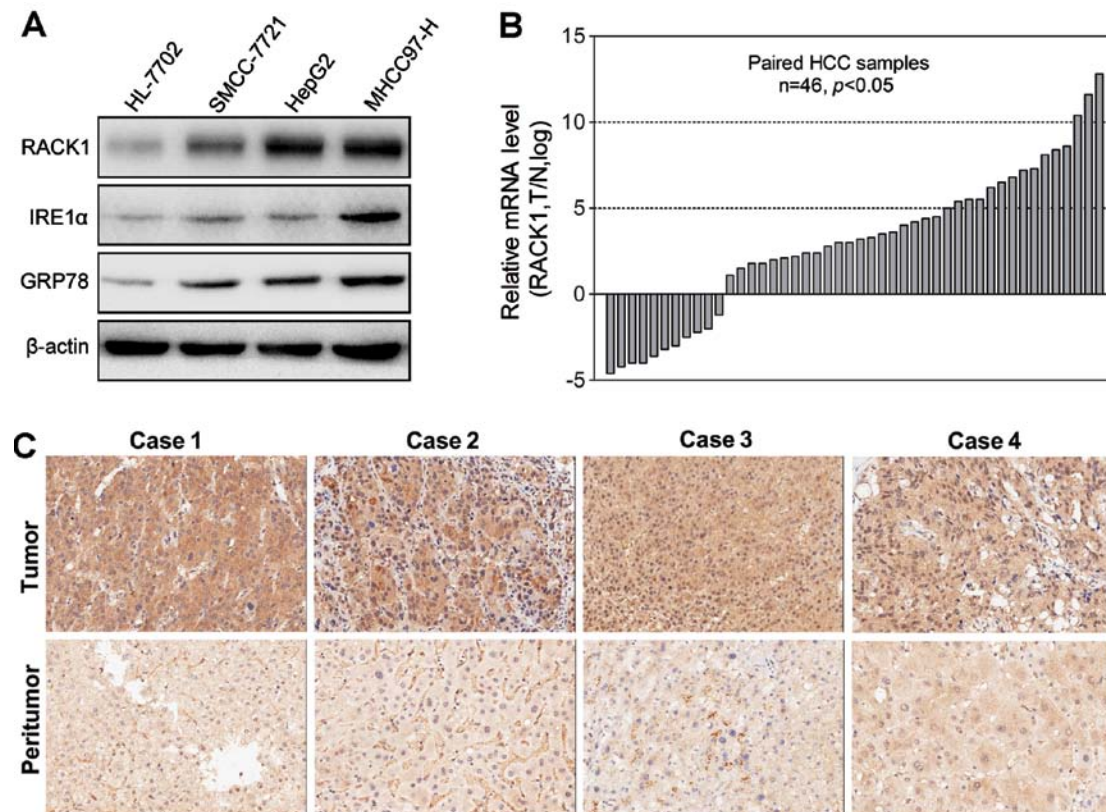 A
HL-7702
SMCC-7721
HepG2
MHCC97-H
RACK1
IRE1α
GRP78
β-actin
B
Relative mRNA level
(RACK1,T/N,log)
15
10
5
0
-5
Paired HCC samples
n=46, p<0.05
C
Case 1
Case 2
Case 3
Case 4
Tumor
Peritumor